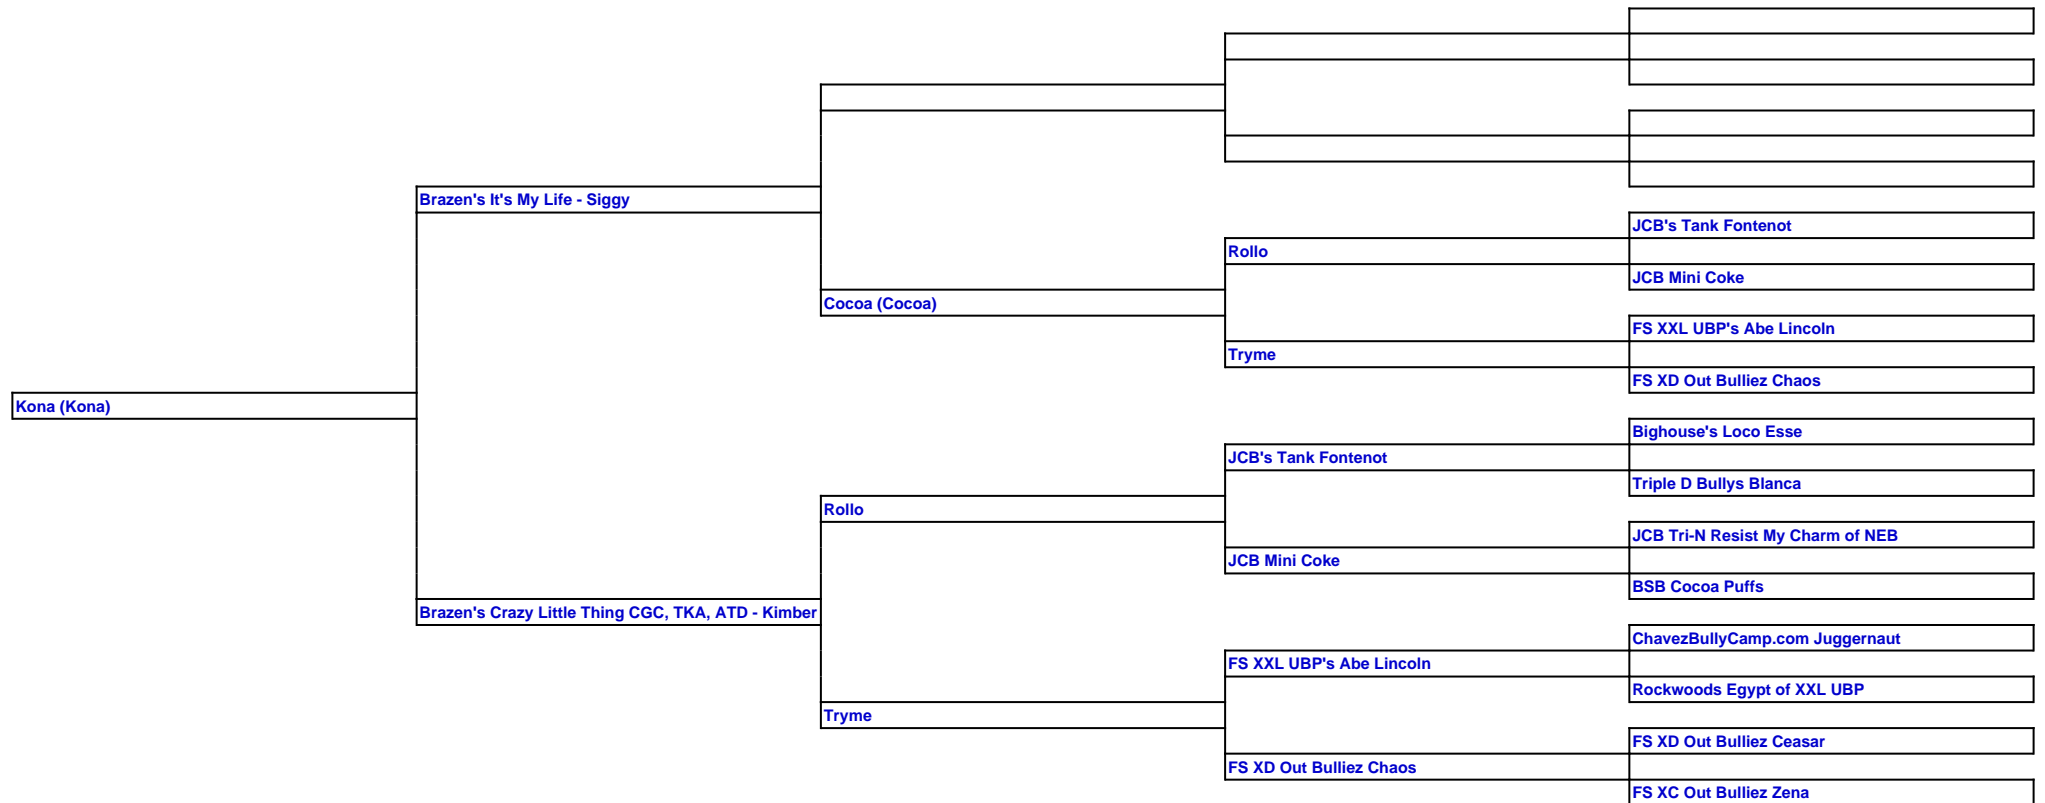 Brazen's It's My Life - Siggy
JCB's Tank Fontenot
Rollo
JCB Mini Coke
Cocoa (Cocoa)
FS XXL UBP's Abe Lincoln
Tryme
FS XD Out Bulliez Chaos
Kona (Kona)
Bighouse's Loco Esse
JCB's Tank Fontenot
Triple D Bullys Blanca
Rollo
JCB Tri-N Resist My Charm of NEB
JCB Mini Coke
BSB Cocoa Puffs
Brazen's Crazy Little Thing CGC, TKA, ATD - Kimber
ChavezBullyCamp.com Juggernaut
FS XXL UBP's Abe Lincoln
Rockwoods Egypt of XXL UBP
Tryme
FS XD Out Bulliez Ceasar
FS XD Out Bulliez Chaos
FS XC Out Bulliez Zena